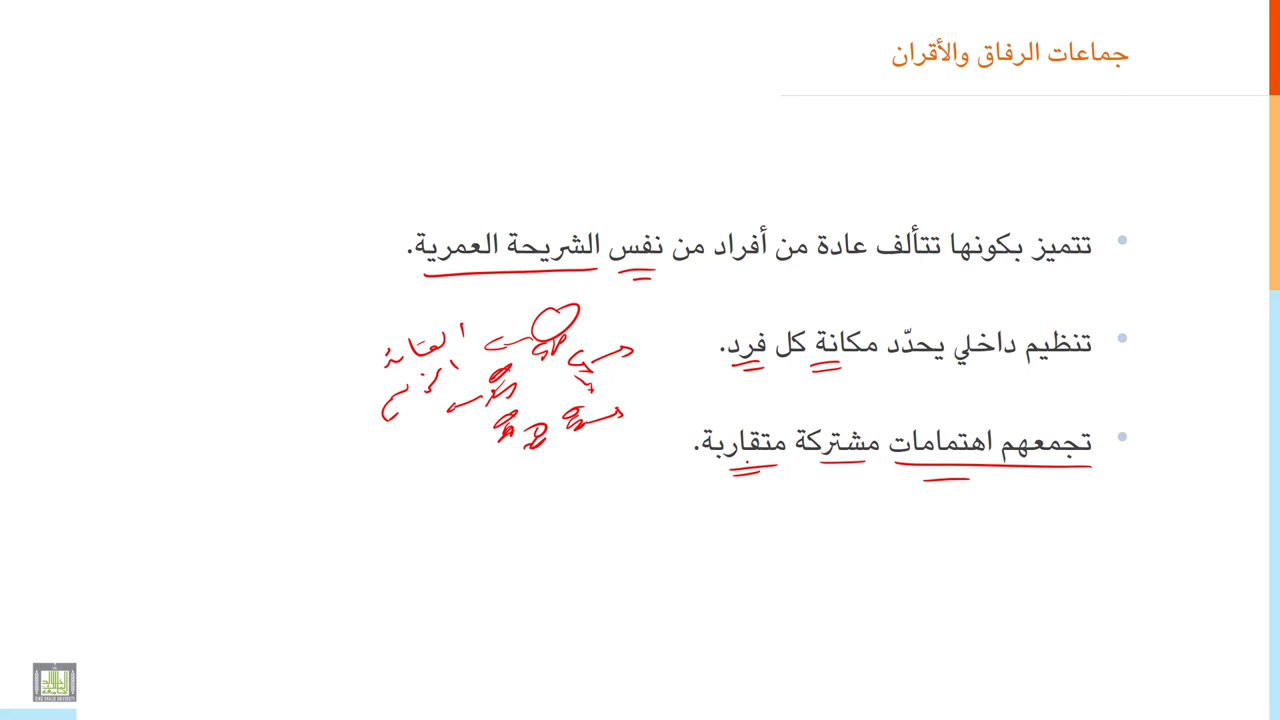 جماعات الرفاق والأقران
تتميز بكونها تتألف عادة من أفراد من نفس الشريحة العمرية.
تنظيم داخلي يحدّد مكانة كل فرد.
تجمعهم اهتمامات مشتركة متقاربة.